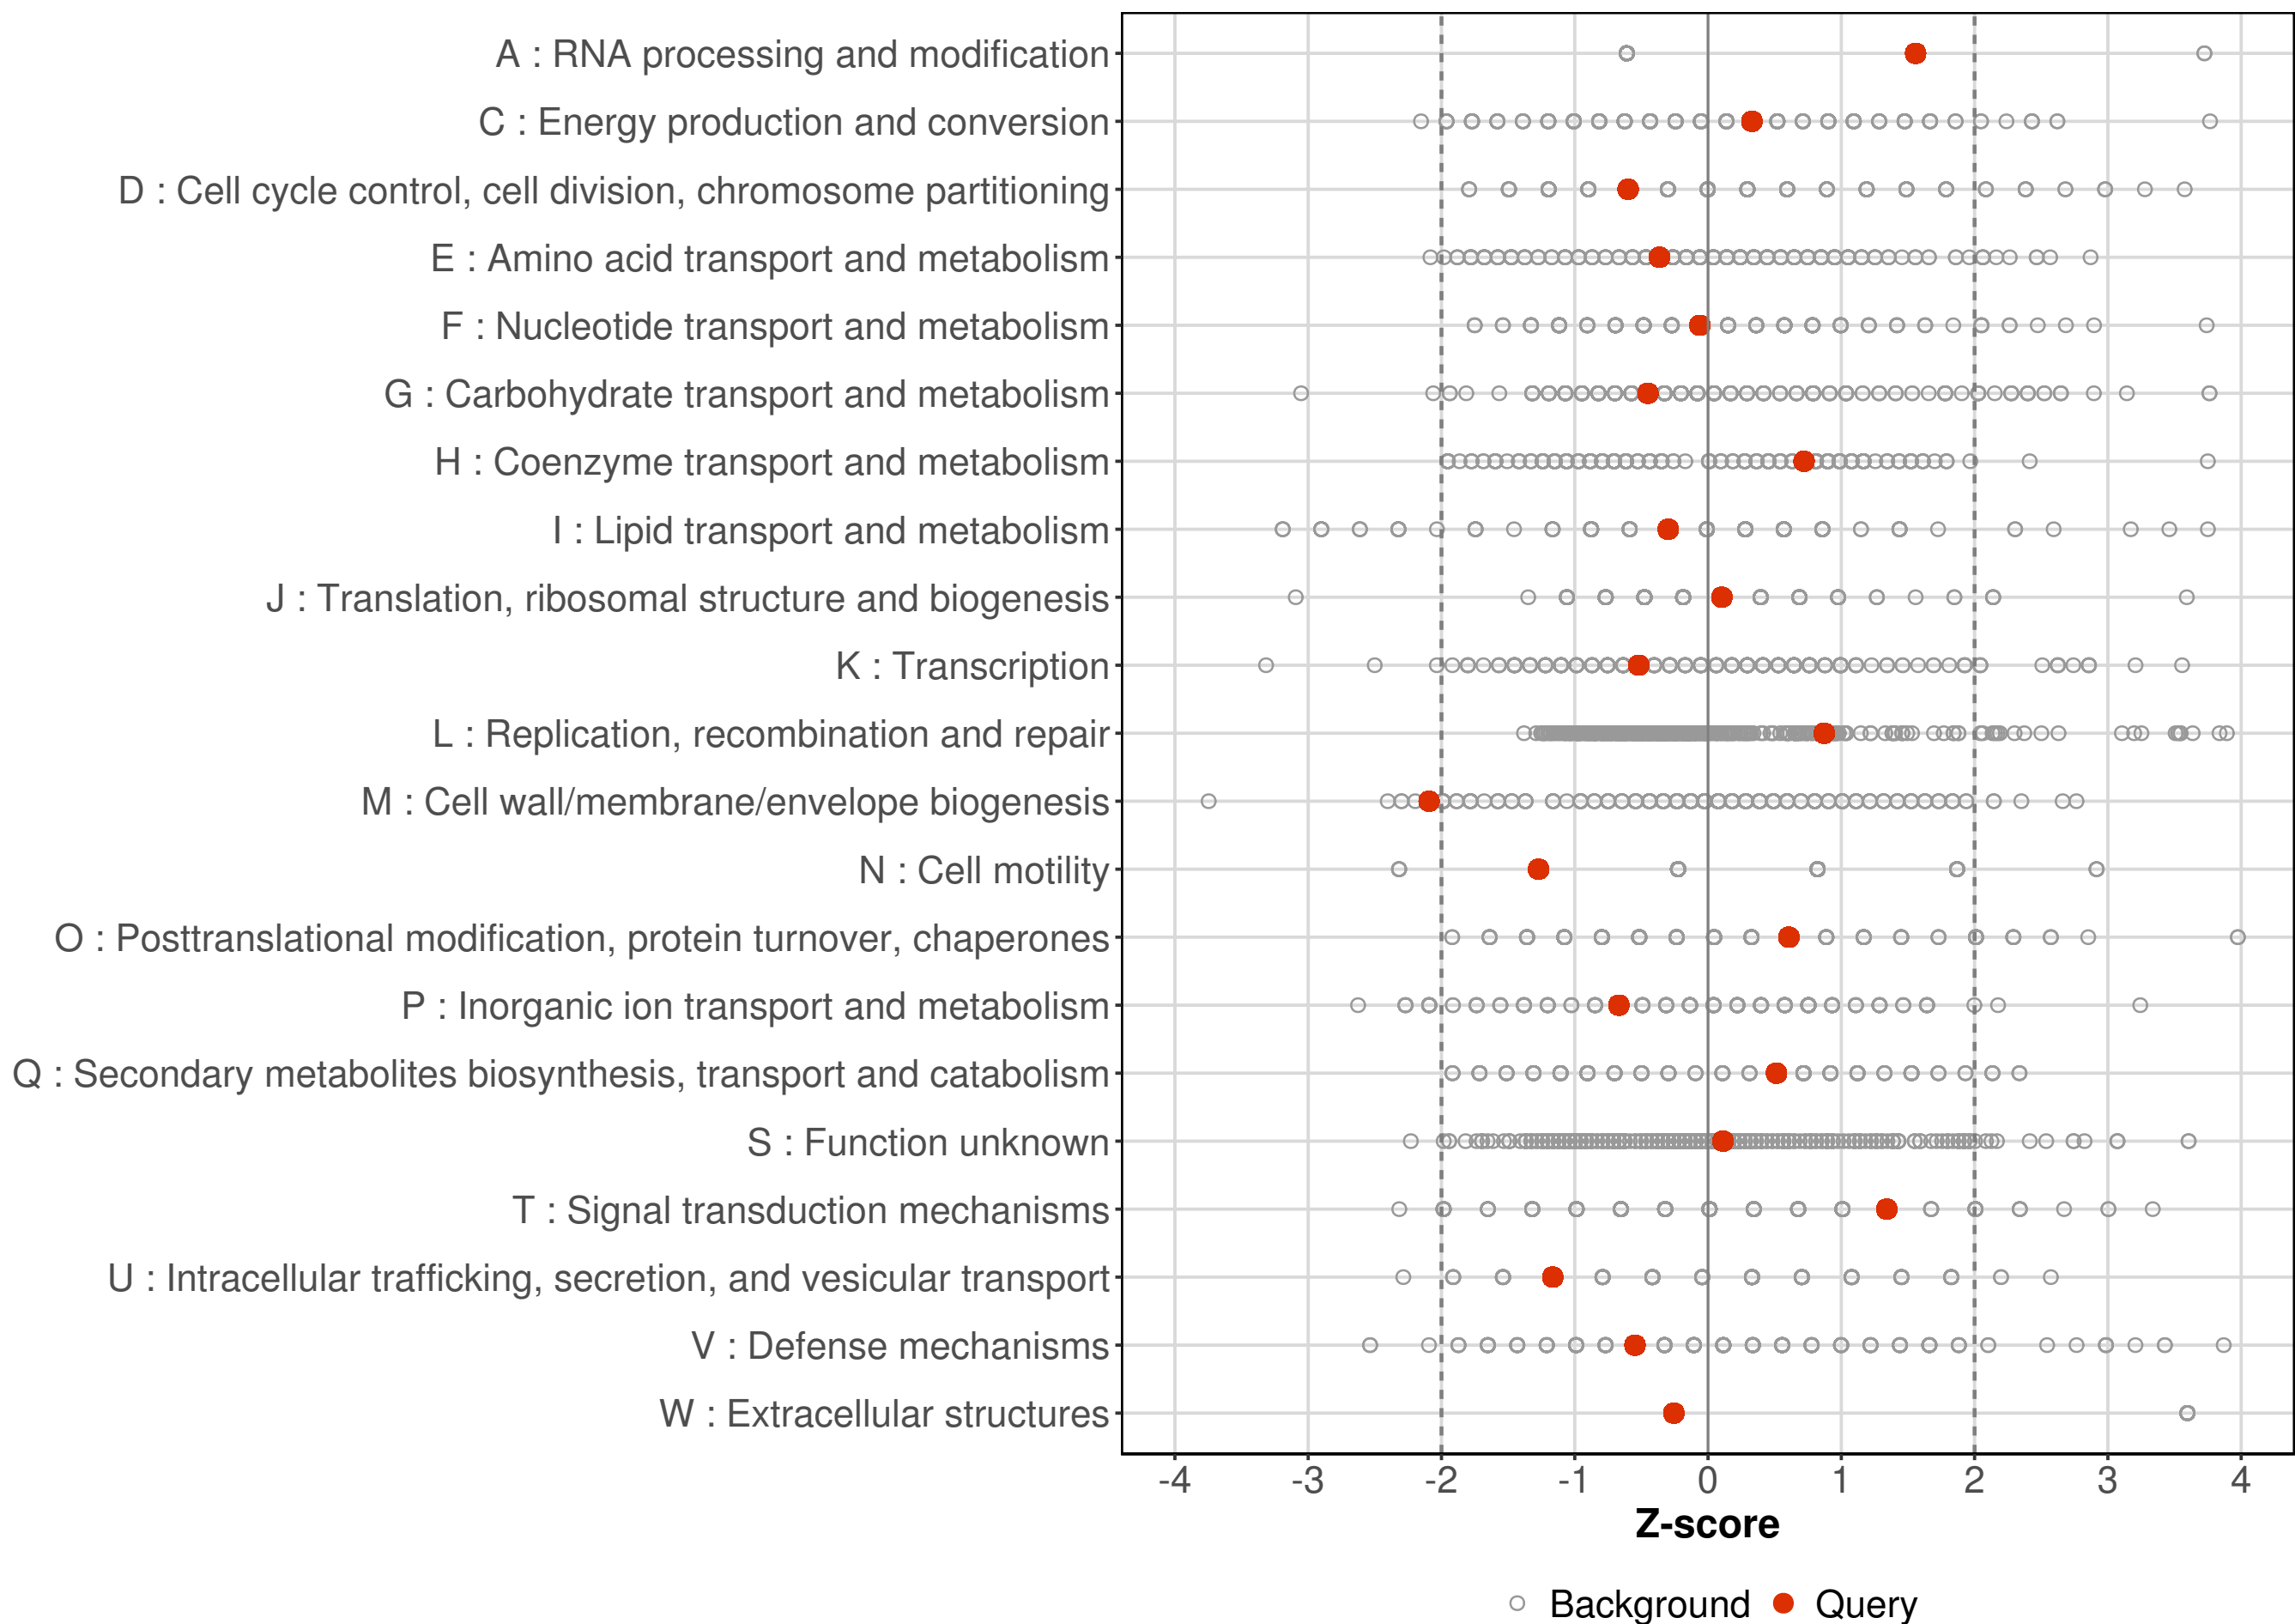 A : RNA processing and modification
C : Energy production and conversion
D : Cell cycle control, cell division, chromosome partitioning
E : Amino acid transport and metabolism
F : Nucleotide transport and metabolism
G : Carbohydrate transport and metabolism
H : Coenzyme transport and metabolism
I : Lipid transport and metabolism
J : Translation, ribosomal structure and biogenesis
K : Transcription
L : Replication, recombination and repair
M : Cell wall/membrane/envelope biogenesis
N : Cell motility
O : Posttranslational modification, protein turnover, chaperones
P : Inorganic ion transport and metabolism
Q : Secondary metabolites biosynthesis, transport and catabolism
S : Function unknown
T : Signal transduction mechanisms
U : Intracellular trafficking, secretion, and vesicular transport
V : Defense mechanisms
W : Extracellular structures
-4 -3 -2 -1 0 1 2 3 4
Z-score
Background Query